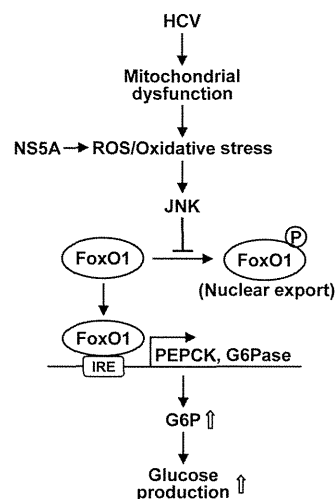 HCV
Mitochondrial
dysfunction
NS5A
ROS/Oxidative stress
JNK
P
FoxO1
FoxO1
(Nuclear export)
FoxO1
IRE
PEPCK, G6Pase
G6P ⇧
Glucose
production ⇧